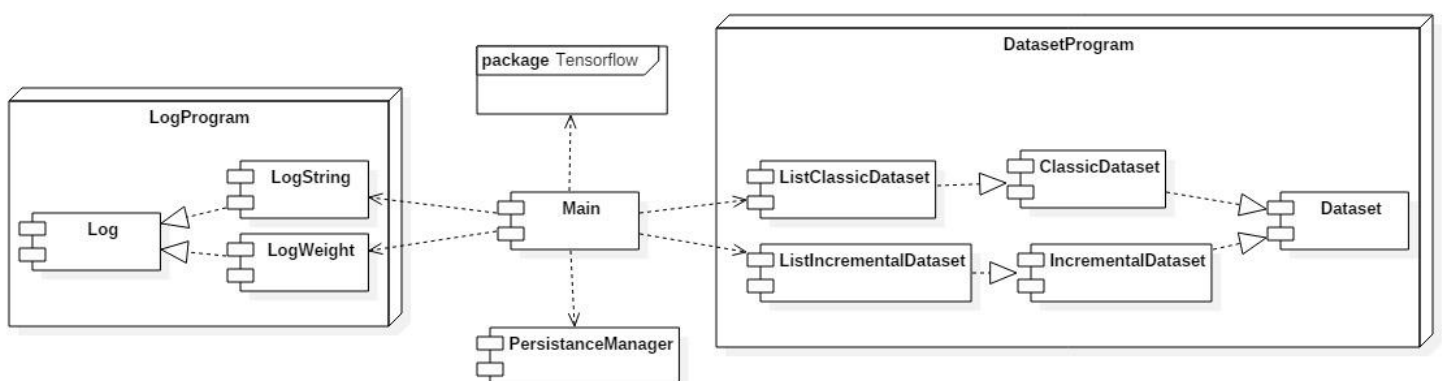 DatasetProgram
package Tensorflow
LogProgram
LogString
ListClassicDataset
ClassicDataset
Log
Main
Dataset
LogWeight
ListIncrementalDataset
IncrementalDataset
PersistanceManager